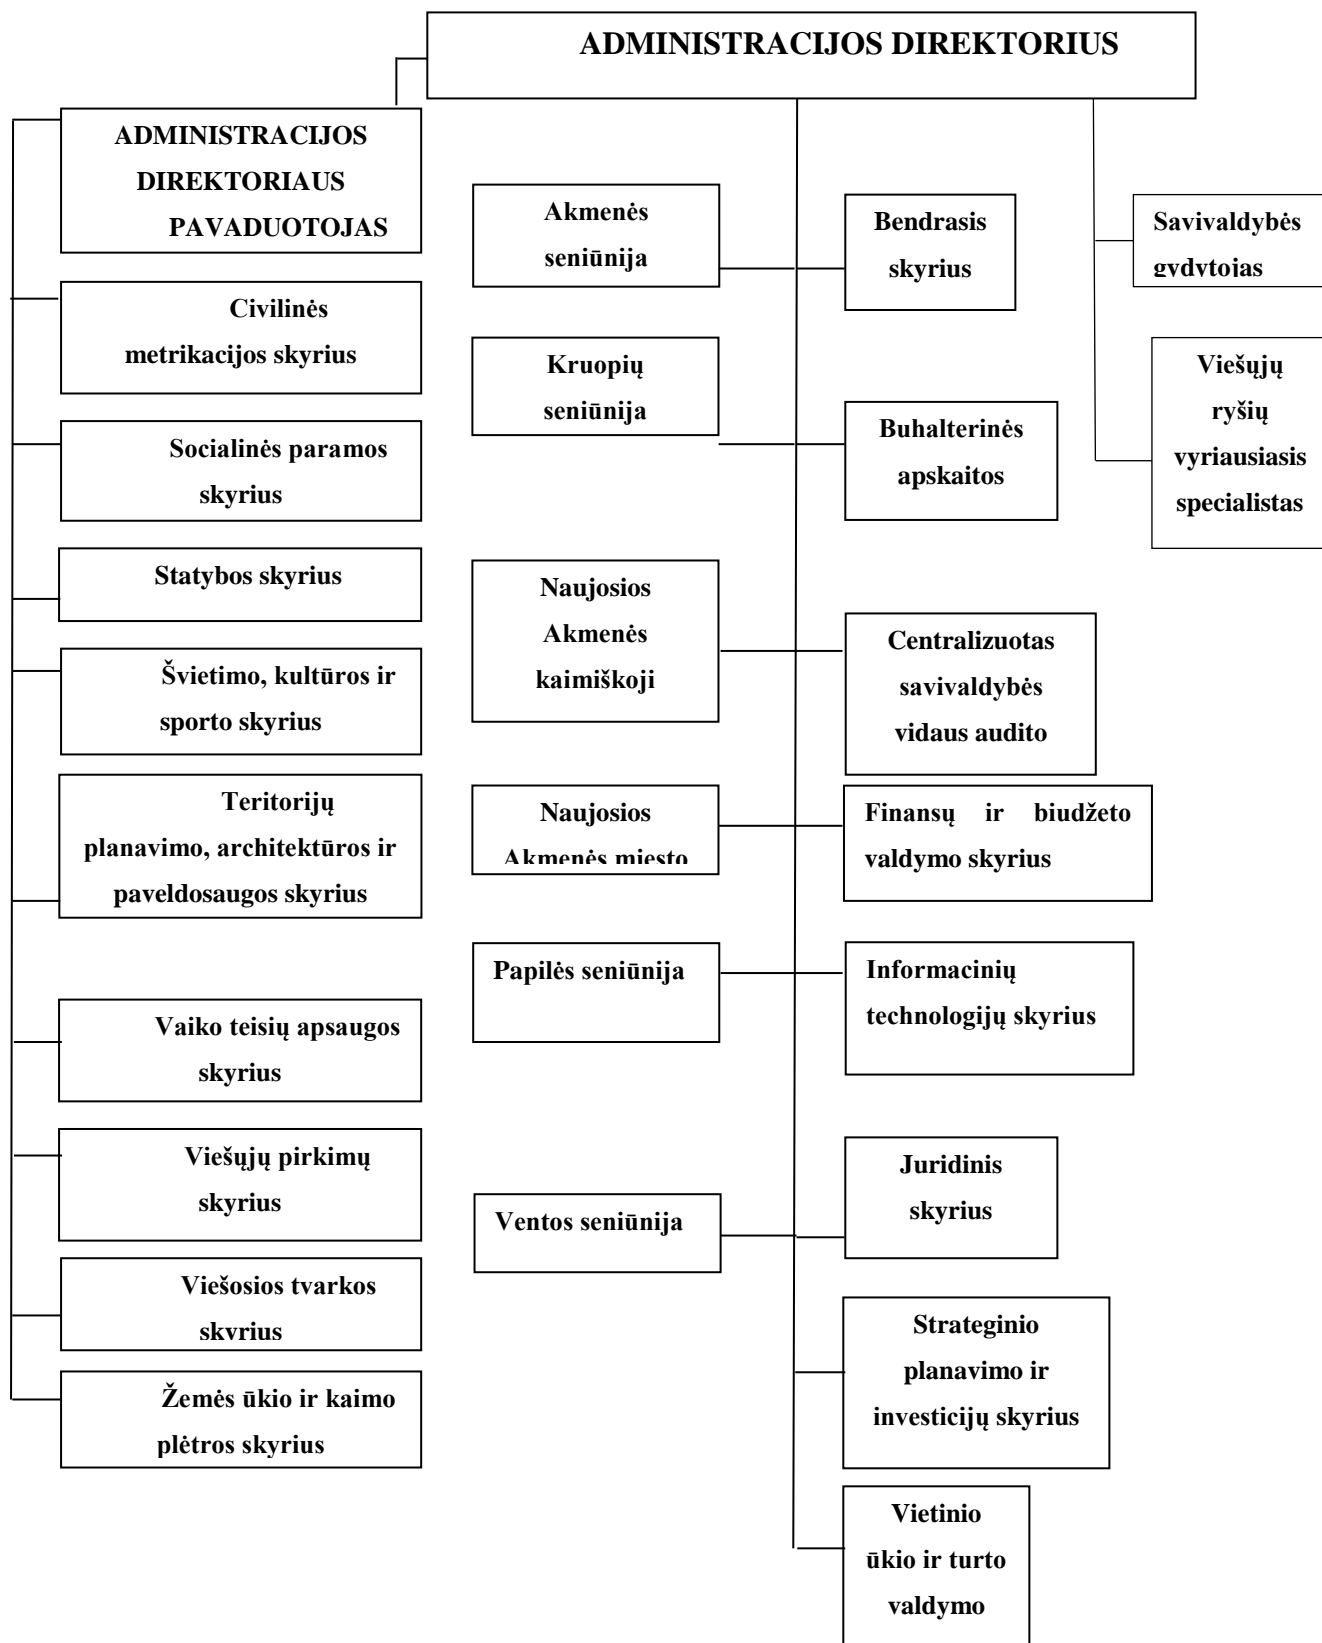 ADMINISTRACIJOS DIREKTORIUS
ADMINISTRACIJOS
DIREKTORIAUS
PAVADUOTOJAS
Civilinės
metrikacijos skyrius
Socialinės paramos
skyrius
Statybos skyrius
Švietimo, kultūros ir
sporto skyrius
Teritorijų
planavimo, architektūros ir
paveldosaugos skyrius
Vaiko teisių apsaugos
skyrius
Viešųjų pirkimų
skyrius
Viešosios tvarkos
skyrius
Žemės ūkio ir kaimo
plėtros skyrius
Akmenės
seniūnija
Kruopių
seniūnija
Naujosios
Akmenės
kaimiškoji
Naujosios
Akmenės miesto
Papilės seniūnija
Ventos seniūnija
Bendrasis
skyrius
Buhalterinės
apskaitos
Centralizuotas
savivaldybės
vidaus audito
Finansų ir biudžeto
valdymo skyrius
Informacinių
technologijų skyrius
Juridinis
skyrius
Strateginio
planavimo ir
investicijų skyrius
Vietinio
ūkio ir turto
valdymo
Savivaldybės
gydytojas
Viešųjų
ryšių
vyriausiasis
specialistas